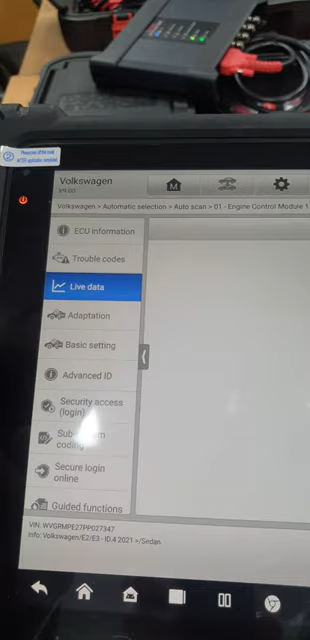 Volkswagen
Volkswagen > Automatic selection > Auto scan > 01 - Engine Control Module 1
ECU information
Trouble codes
Live data
Adaptation
Basic setting
Advanced ID
Security access
(login)
coding
Secure login
online
Guided functions
VIN: WVGRMPE27PP027347
Info: Volkswagen/E2/E3 - ID.4 2021 >/Sedan